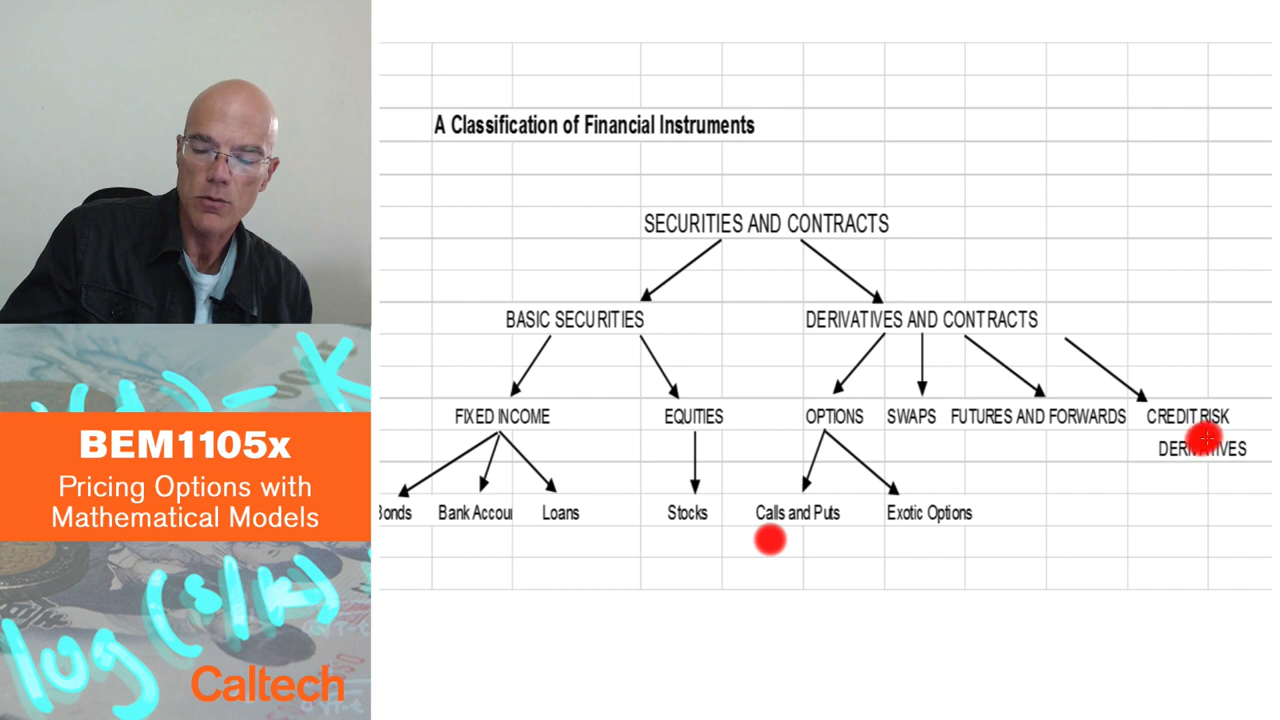 A Classification of Financial Instruments
SECURITIES AND CONTRACTS
BASIC SECURITIES
DERIVATIVES AND CONTRACTS
FIXED INCOME
EQUITIES
OPTIONS
SWAPS
FUTURES AND FORWARDS
CREDIT RISK
DERIVATIVES
Bonds
Bank Accou
Loans
Stocks
Calls and Puts
Exotic Options
- K
BEM1105x
Pricing Options with
Mathematical Models
log (s/K)
Caltech